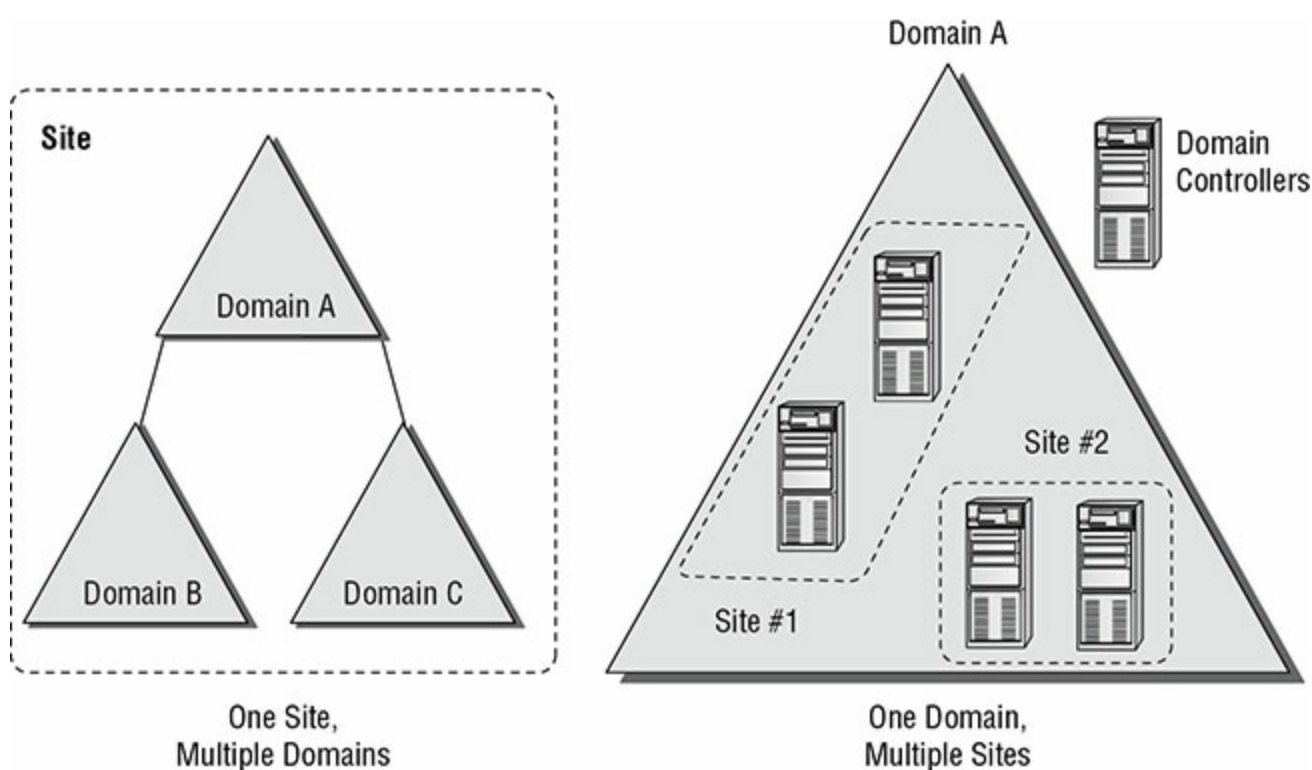 Site
Domain A
Domain B
Domain C
One Site,
Multiple Domains
Domain A
Domain
Controllers
Site #2
Site #1
One Domain,
Multiple Sites